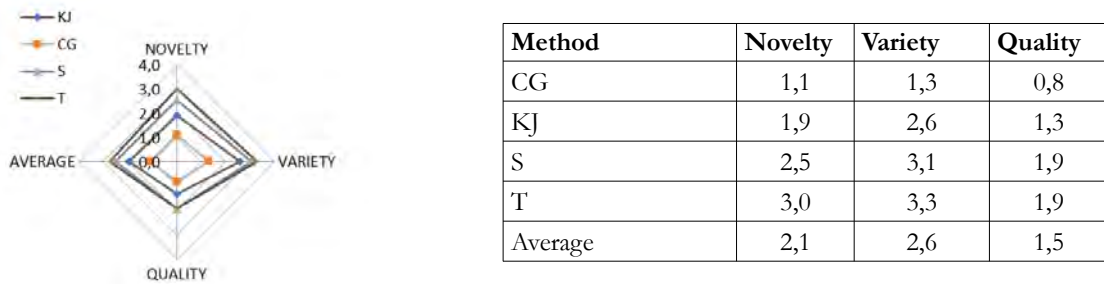 KJ
CG
S
T
NOVELTY
4,0
3,0
2,0
1,0
0,0
AVERAGE
VARIETY
QUALITY
Method Novelty Variety Quality
CG 1,1 1,3 0,8
KJ 1,9 2,6 1,3
S 2,5 3,1 1,9
T 3,0 3,3 1,9
Average 2,1 2,6 1,5